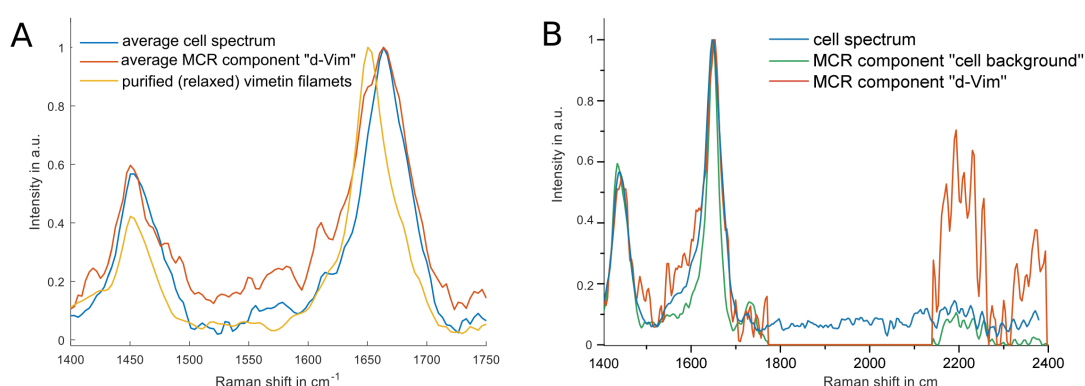 A
average cell spectrum
average MCR component "d-Vim"
purified (relaxed) vimetin filamets
Intensity in a.u.
1
0.8
0.6
0.4
0.2
0
1400 1450 1500 1550 1600 1650 1700 1750
Raman shift in cm-1
B
cell spectrum
MCR component "cell background"
MCR component "d-Vim"
Intensity in a.u.
1
0.8
0.6
0.4
0.2
0
1400 1600 1800 2000 2200 2400
Raman shift in cm